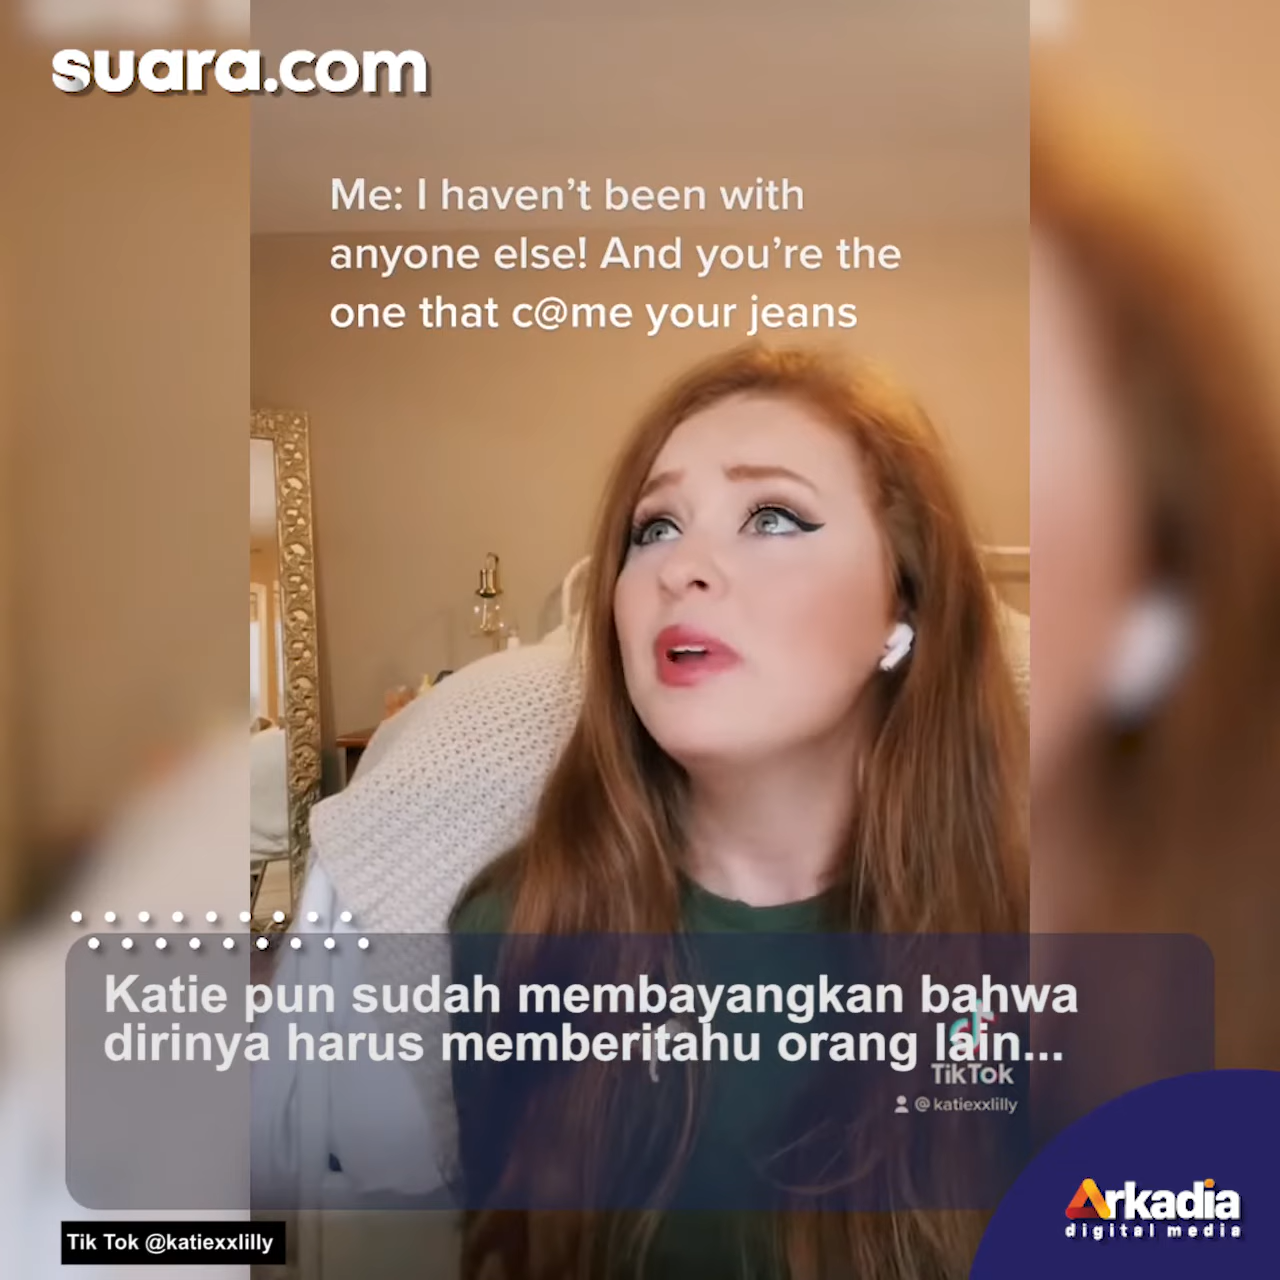 suara.com
Me: I haven't been with
anyone else! And you're the
one that c@me your jeans
Katie pun sudah membayangkan bahwa
dirinya harus memberitahu orang lain...
TikTok
@katiexxlilly
Tik Tok @katiexxlilly
Arkadia
digital media